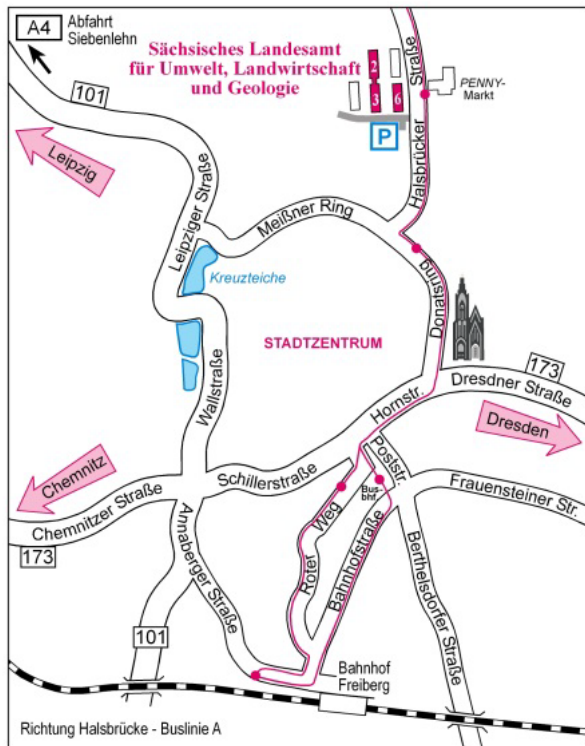 A4
Abfahrt
Siebenlehn
101
Leipzig
Sächsisches Landesamt
für Umwelt, Landwirtschaft
und Geologie
2
3
6
P
Halsbrücker Straße
PENNY-
Markt
Leipziger Straße
Meißner Ring
Kreuzteiche
Donatsring
Wallstraße
STADTZENTRUM
173
Dresdner Straße
Dresden
Hornstr.
Chemnitz
Schillerstraße
Poststr.
Bus-
bhf.
Frauensteiner Str.
Chemnitzer Straße
173
Annaberger Straße
Roter Weg
Bahnhofstraße
Berthelsdorfer Straße
101
Bahnhof
Freiberg
Richtung Halsbrücke - Buslinie A